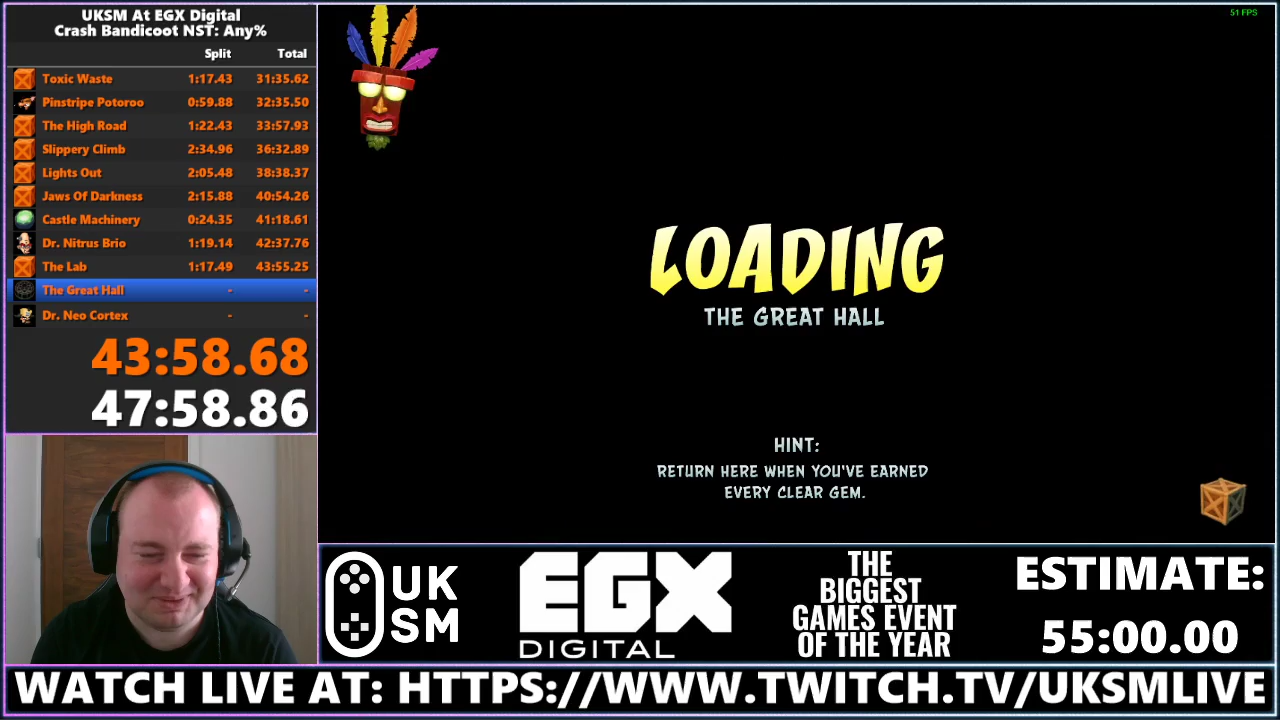 UKSM At EGX Digital
Crash Bandicoot NST: Any%
Split Total
Toxic Waste 1:17.43 31:35.62
Pinstripe Potoroo 0:59.88 32:35.50
The High Road 1:22.43 33:57.93
Slippery Climb 2:34.96 36:32.89
Lights Out 2:05.48 38:38.37
Jaws Of Darkness 2:15.88 40:54.26
Castle Machinery 0:24.35 41:18.61
Dr. Nitrus Brio 1:19.14 42:37.76
The Lab 1:17.49 43:55.25
The Great Hall - -
Dr. Neo Cortex - -
43:58.68
47:58.86
51 FPS
LOADING
THE GREAT HALL
HINT:
RETURN HERE WHEN YOU'VE EARNED
EVERY CLEAR GEM.
UK
SM
EGX
DIGITAL
THE
BIGGEST
GAMES EVENT
OF THE YEAR
ESTIMATE:
55:00.00
WATCH LIVE AT: HTTPS://WWW.TWITCH.TV/UKSMLIVE